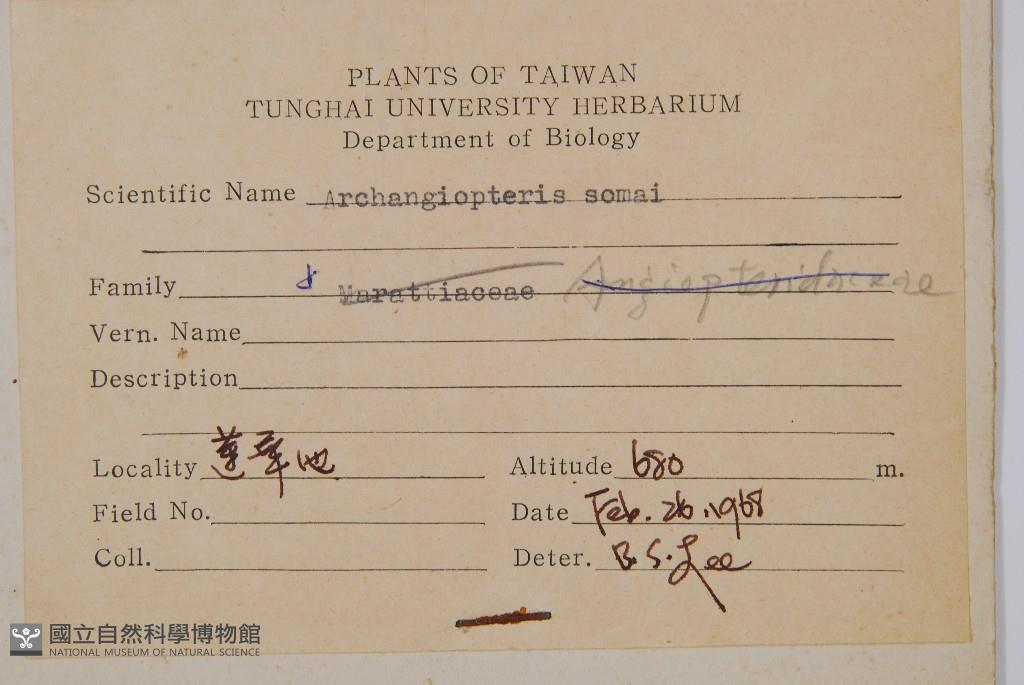 PLANTS OF TAIWAN
TUNGHAI UNIVERSITY HERBARIUM
Department of Biology
Scientific Name Archangiopteris somai
Family Marattiaceae Angiopteridaceae
Vern. Name
Description
Locality 蓮華池 Altitude 680 m.
Field No. Date Feb. 26. 1968
Coll. Deter. B. S. Lee
國立自然科學博物館
NATIONAL MUSEUM OF NATURAL SCIENCE